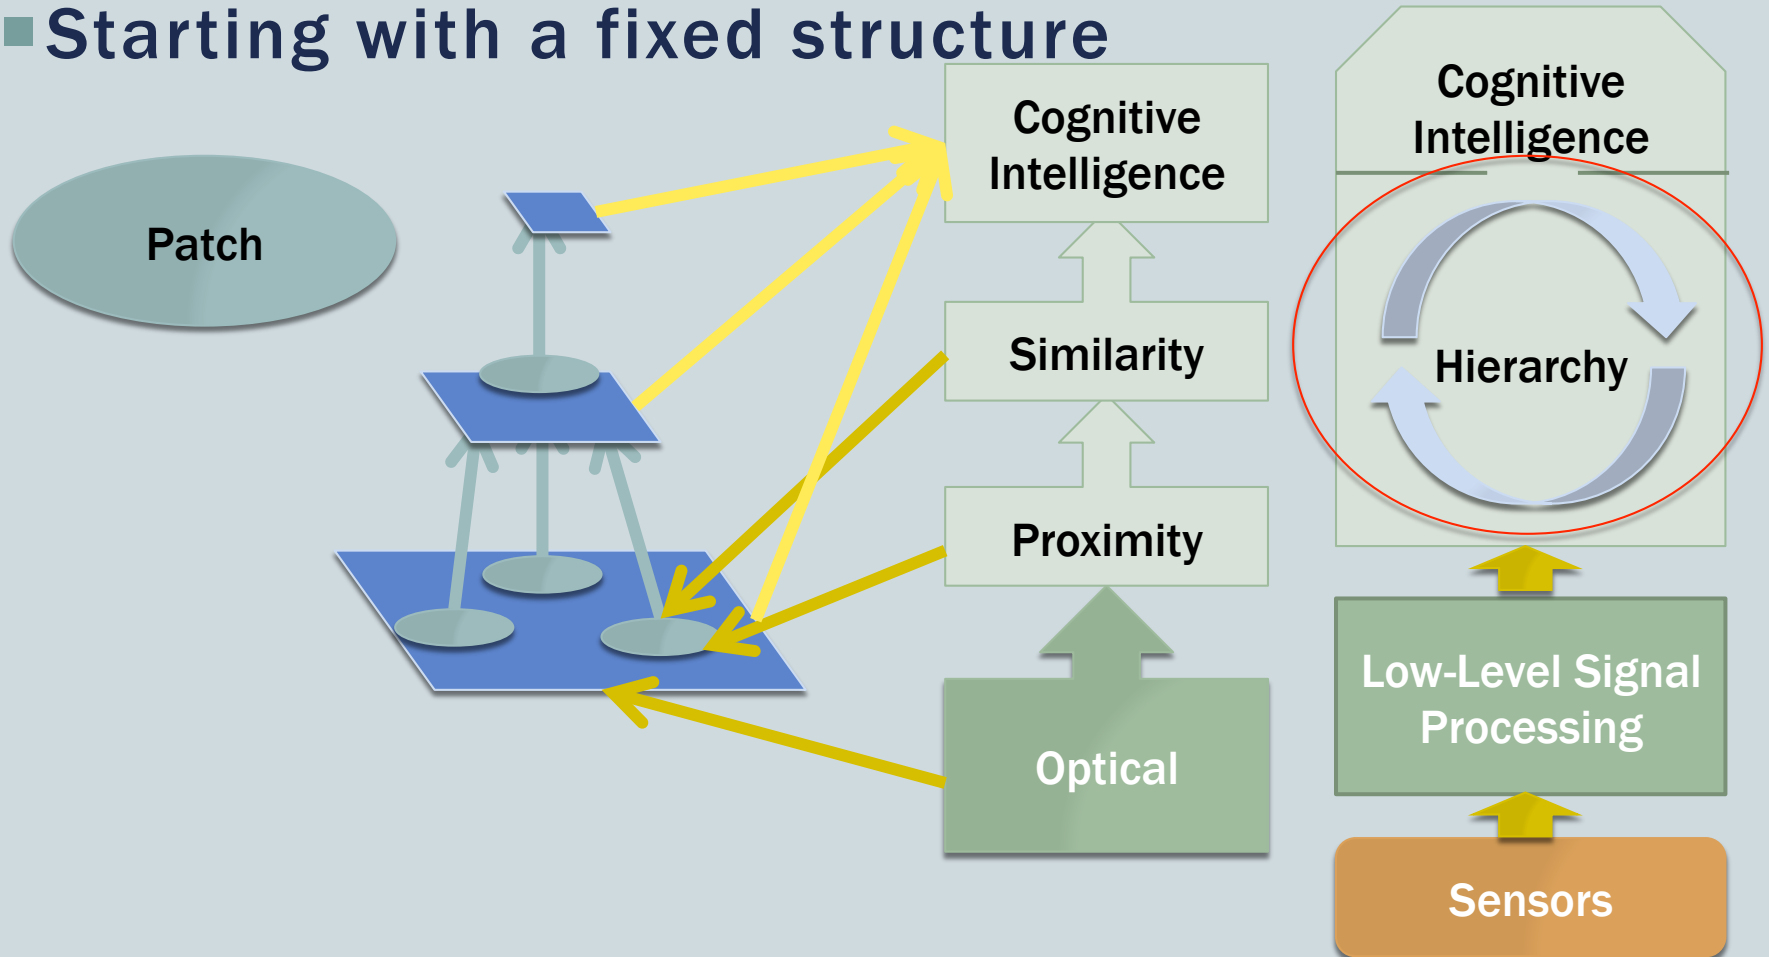 Starting with a fixed structure
Patch
Cognitive
Intelligence
Similarity
Proximity
Optical
Cognitive
Intelligence
Hierarchy
Low-Level Signal
Processing
Sensors